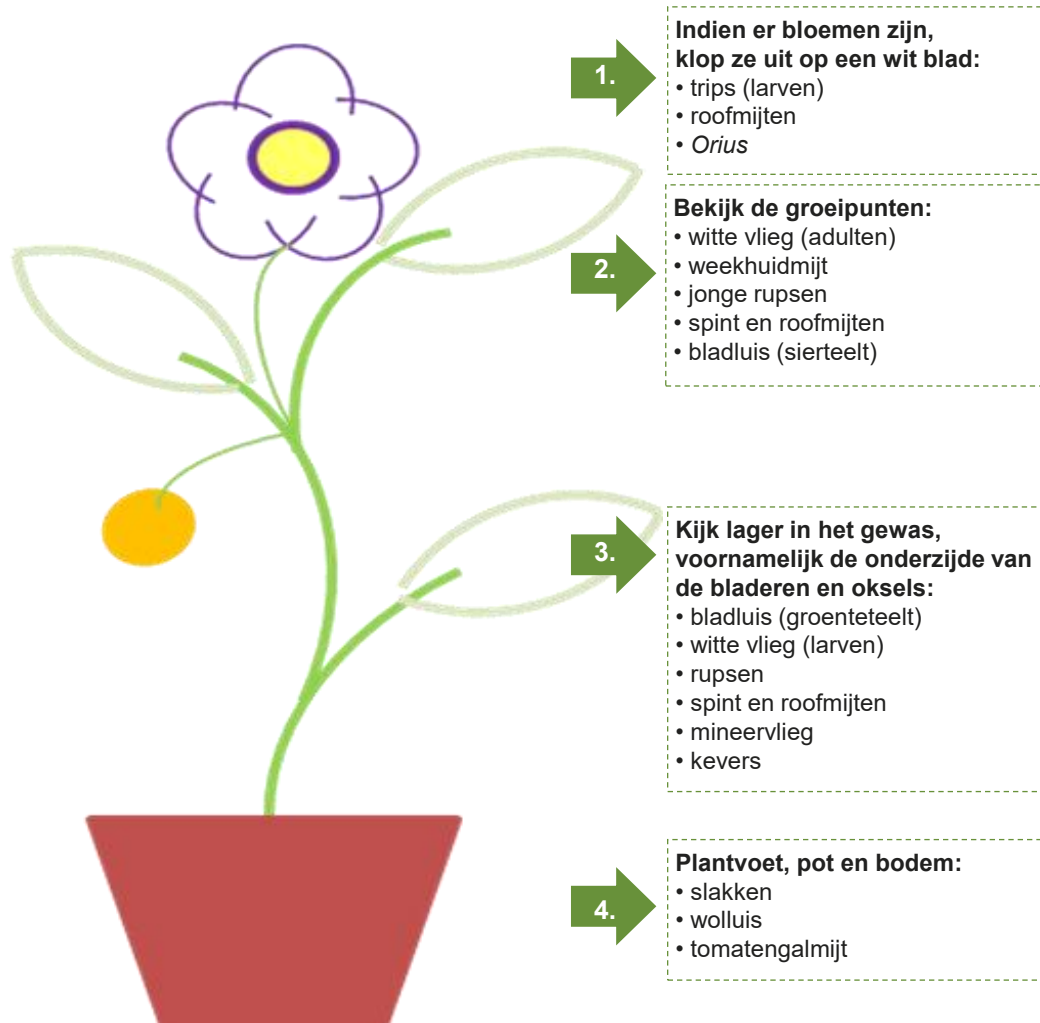 1.
Indien er bloemen zijn,
klop ze uit op een wit blad:
• trips (larven)
• roofmijten
• Orius
2.
Bekijk de groeipunten:
• witte vlieg (adulten)
• weekhuidmijt
• jonge rupsen
• spint en roofmijten
• bladluis (sierteelt)
3.
Kijk lager in het gewas,
voornamelijk de onderzijde van
de bladeren en oksels:
• bladluis (groenteteelt)
• witte vlieg (larven)
• rupsen
• spint en roofmijten
• mineervlieg
• kevers
4.
Plantvoet, pot en bodem:
• slakken
• wolluis
• tomatengalmijt